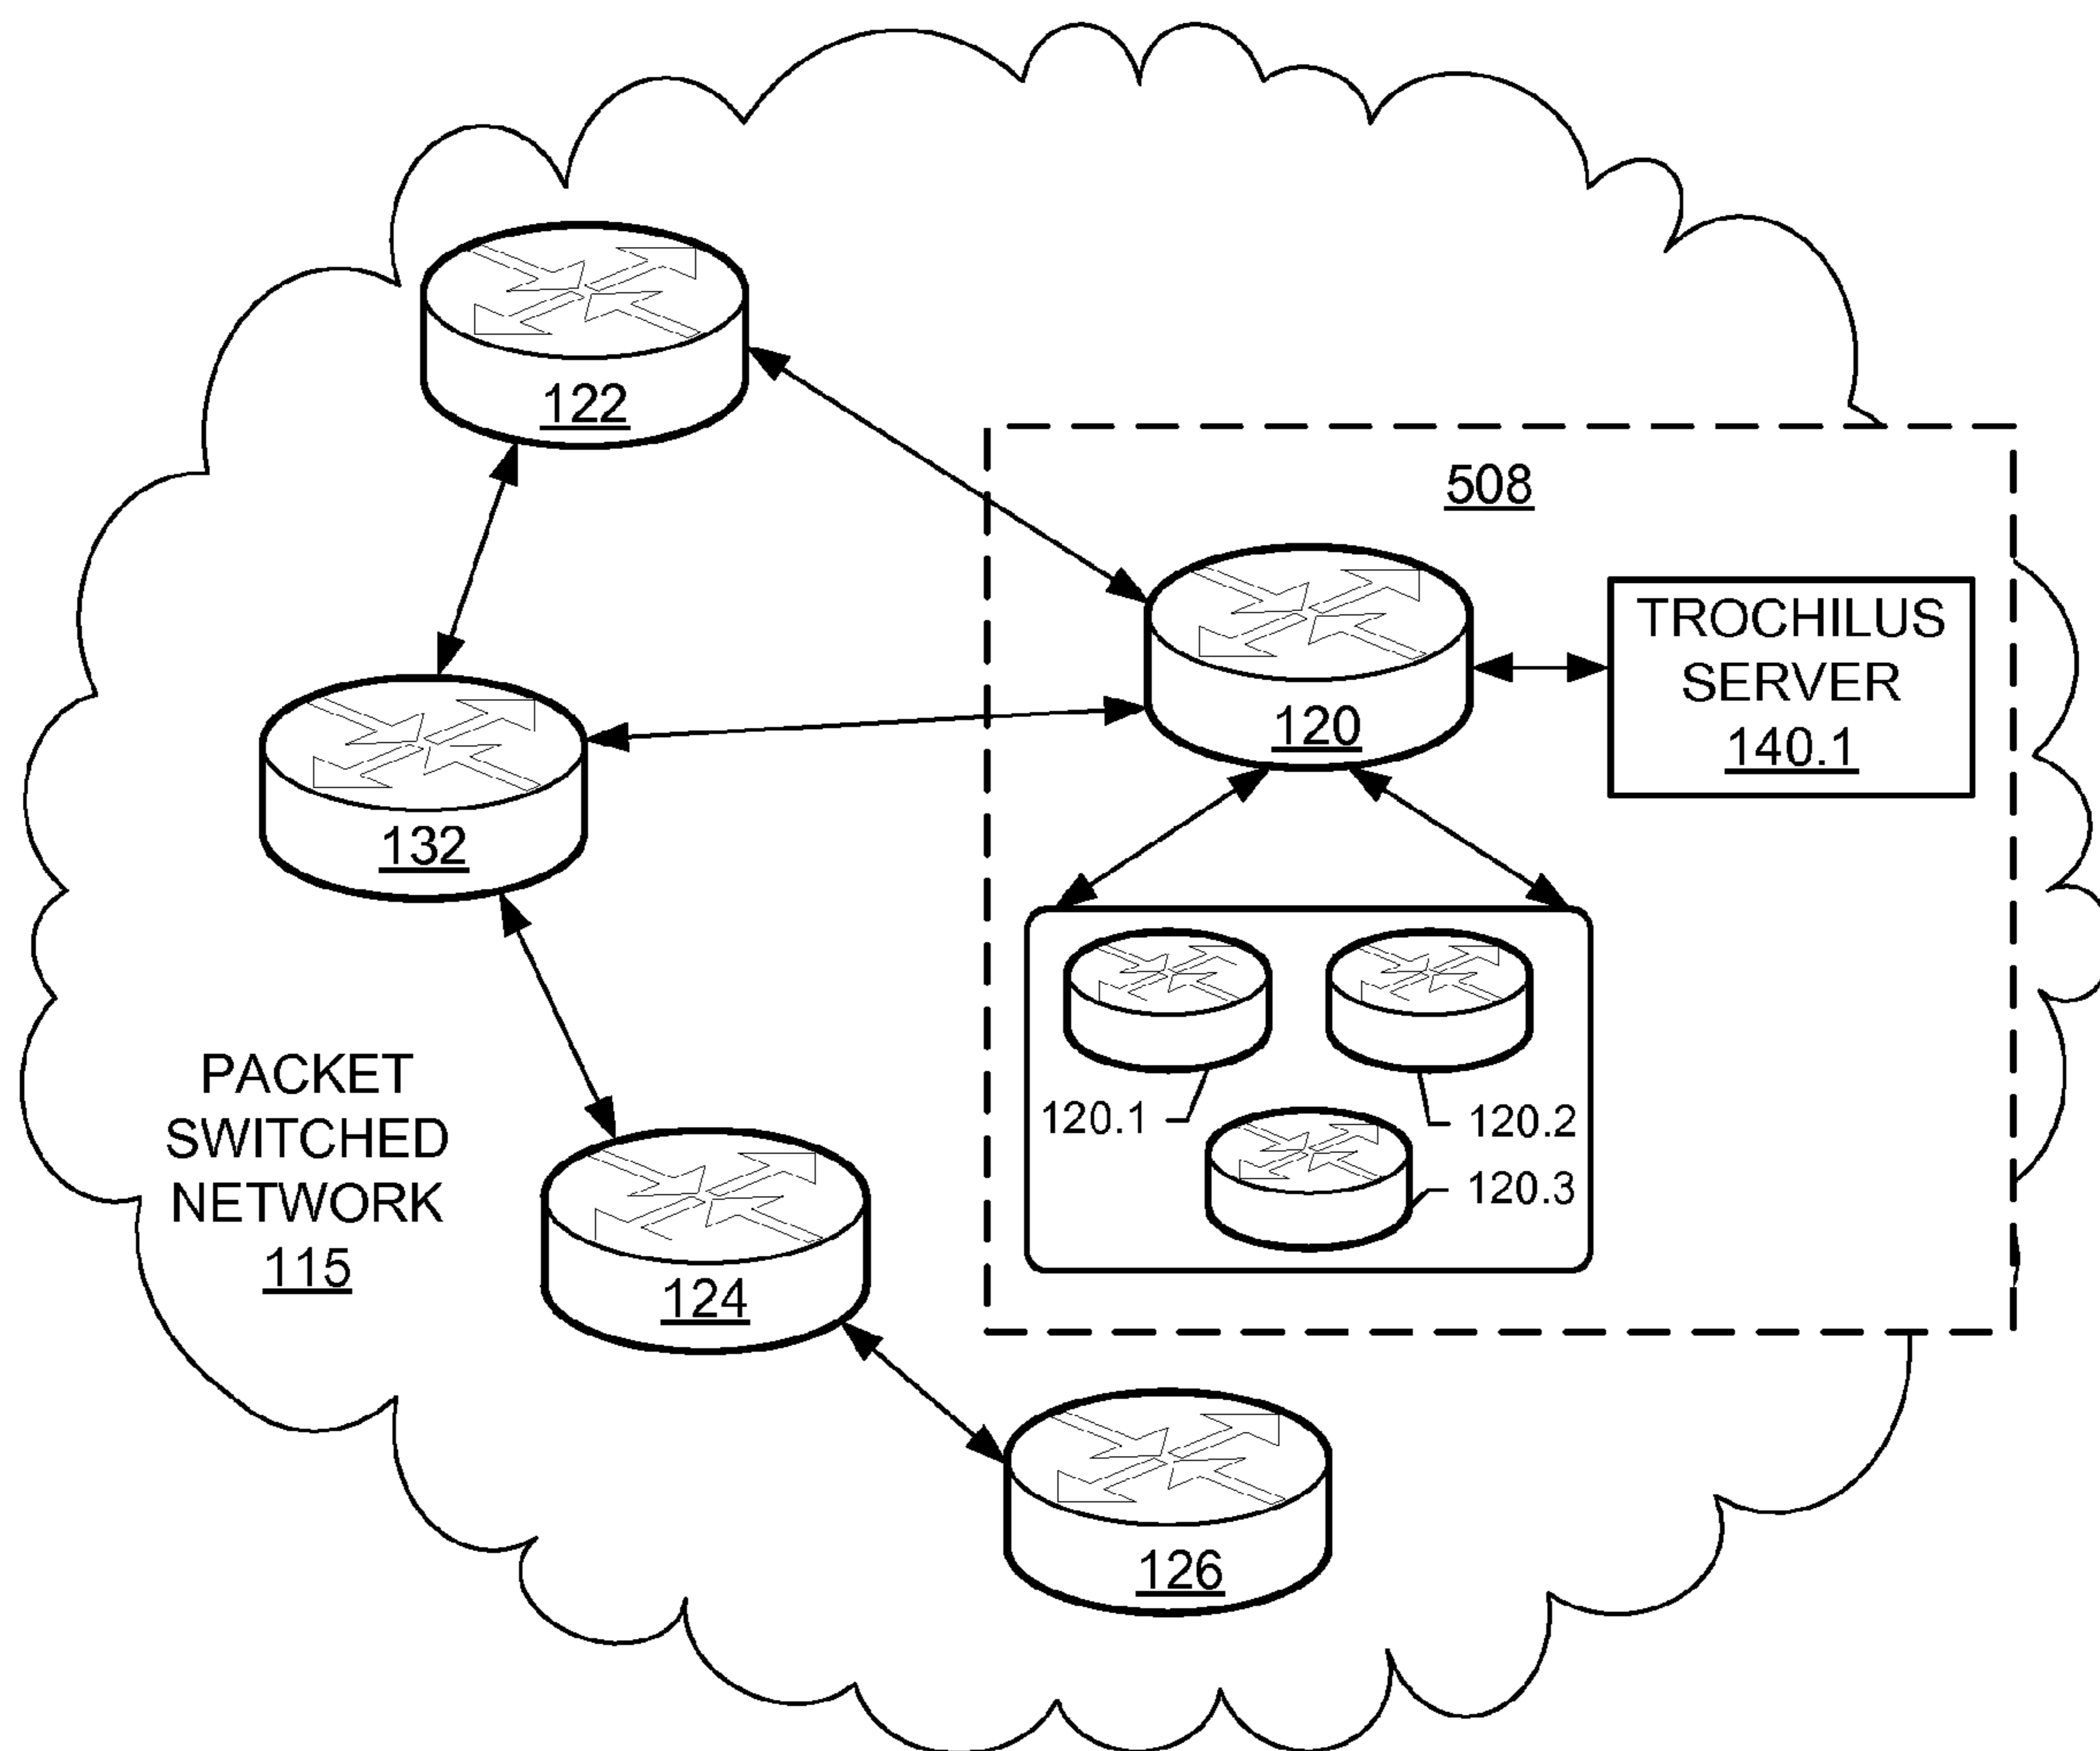 122
508
TROCHILUS
SERVER
140.1
120
132
120.1
120.2
120.3
PACKET
SWITCHED
NETWORK
115
124
126